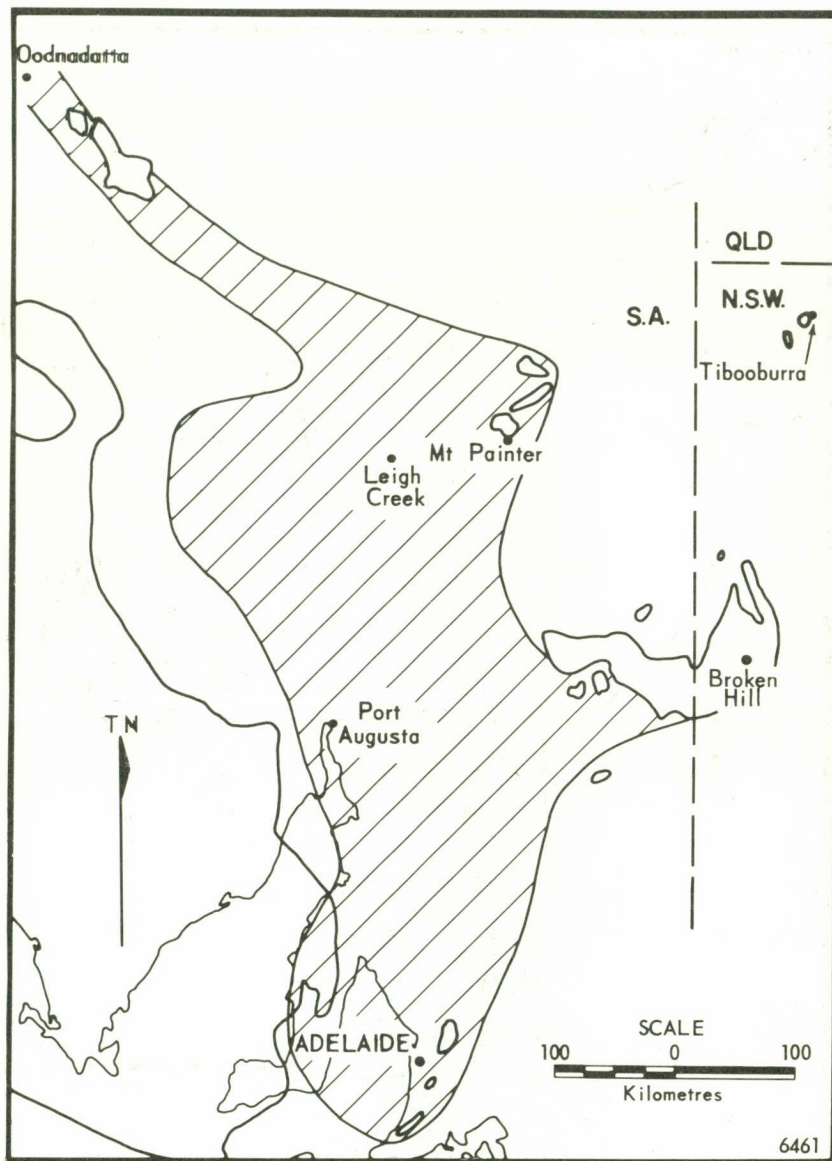 Oodnadatta
QLD
S.A.
N.S.W.
Tibooburra
Mt Painter
Leigh
Creek
Broken
Hill
Port
Augusta
TN
ADELAIDE
SCALE
100 0 100
Kilometres
6461